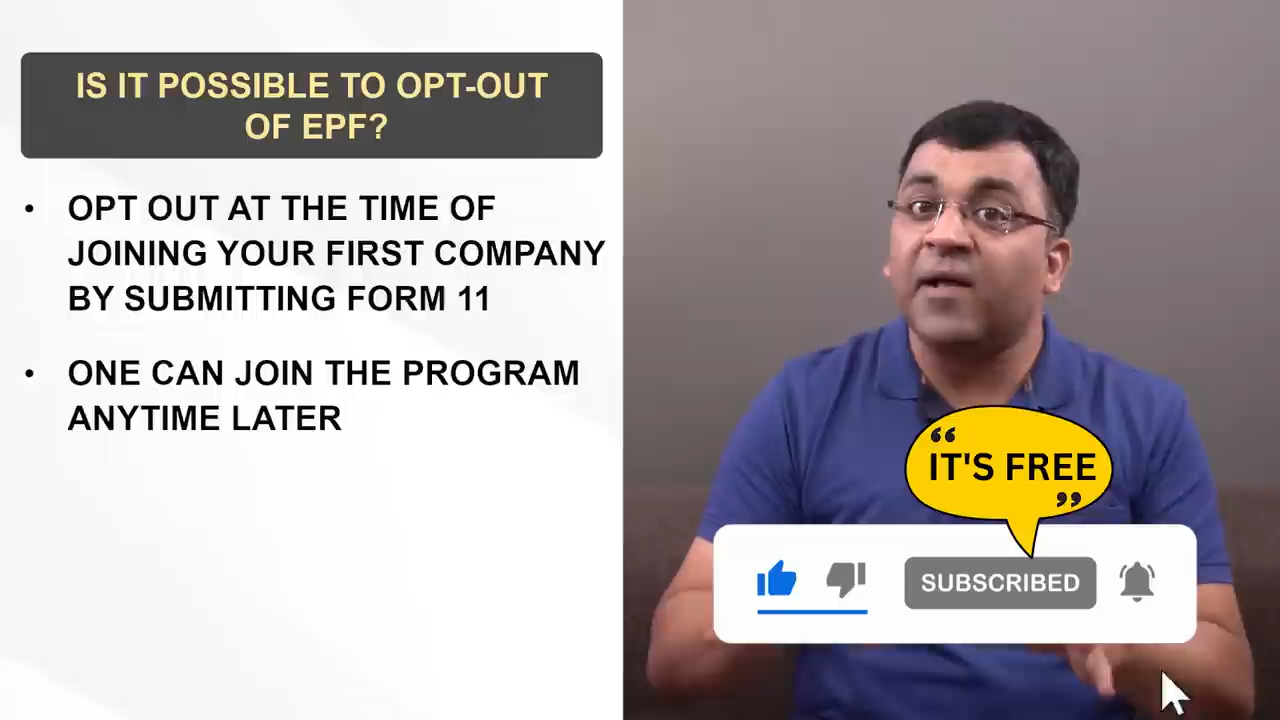 IS IT POSSIBLE TO OPT-OUT
OF EPF?
• OPT OUT AT THE TIME OF
JOINING YOUR FIRST COMPANY
BY SUBMITTING FORM 11
• ONE CAN JOIN THE PROGRAM
ANYTIME LATER
“
IT'S FREE
”
SUBSCRIBED